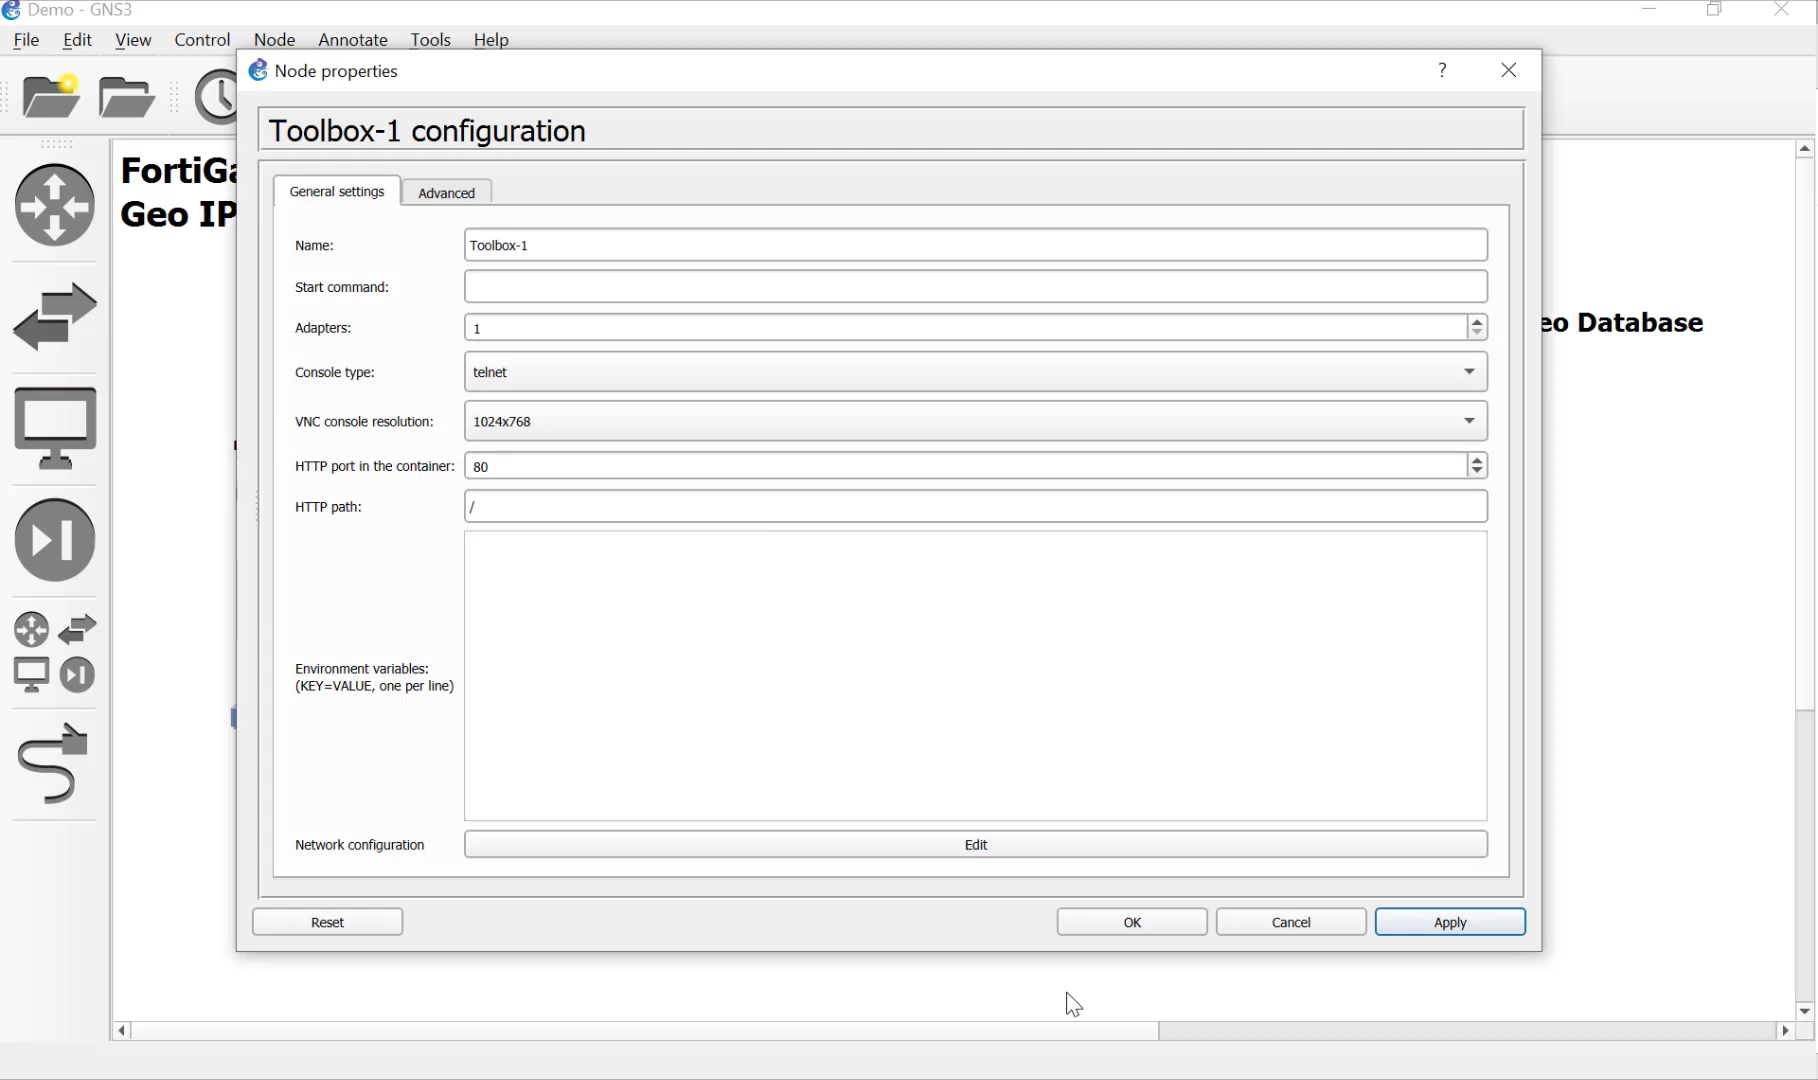 Demo - GNS3
File Edit View Control Node Annotate Tools Help
Node properties
?
Toolbox-1 configuration
General settings Advanced
Name: Toolbox-1
Start command:
Adapters: 1
Console type: telnet
VNC console resolution: 1024x768
HTTP port in the container: 80
HTTP path: /
Environment variables:
(KEY=VALUE, one per line)
Network configuration Edit
Reset OK Cancel Apply
FortiGa
Geo IP
eo Database